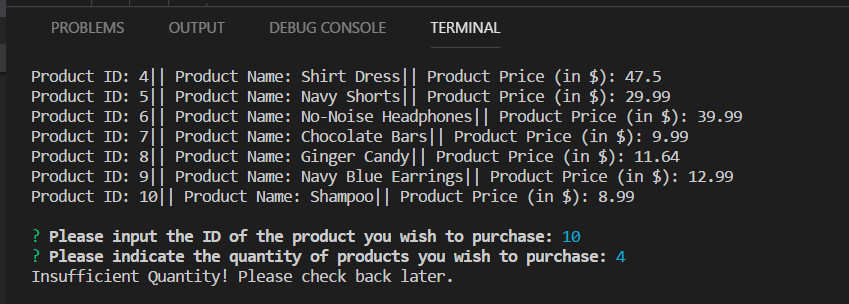 PROBLEMS OUTPUT DEBUG CONSOLE TERMINAL
Product ID: 4|| Product Name: Shirt Dress|| Product Price (in $): 47.5
Product ID: 5|| Product Name: Navy Shorts|| Product Price (in $): 29.99
Product ID: 6|| Product Name: No-Noise Headphones|| Product Price (in $): 39.99
Product ID: 7|| Product Name: Chocolate Bars|| Product Price (in $): 9.99
Product ID: 8|| Product Name: Ginger Candy|| Product Price (in $): 11.64
Product ID: 9|| Product Name: Navy Blue Earrings|| Product Price (in $): 12.99
Product ID: 10|| Product Name: Shampoo|| Product Price (in $): 8.99
? Please input the ID of the product you wish to purchase: 10
? Please indicate the quantity of products you wish to purchase: 4
Insufficient Quantity! Please check back later.